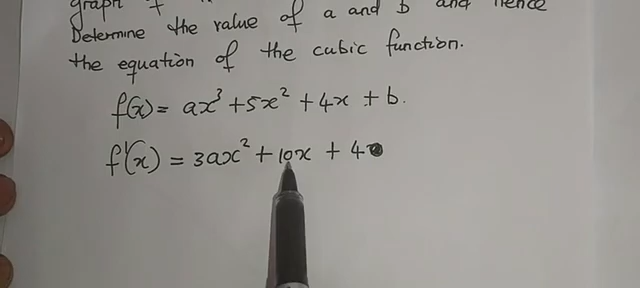 graph
Determine the value of a and b and hence
the equation of the cubic function.
f(x) = ax³ + 5x² + 4x + b.
f'(x) = 3ax² + 10x + 4